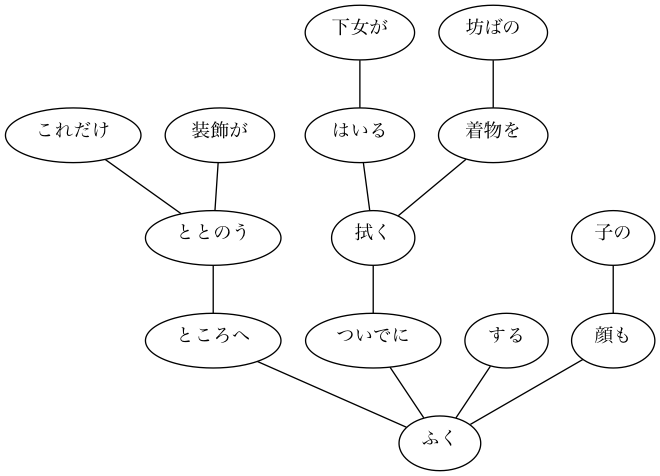 下女が
坊ばの
これだけ
装飾が
はいる
着物を
ととのう
拭く
子の
ところへ
ついでに
する
顔も
ふく